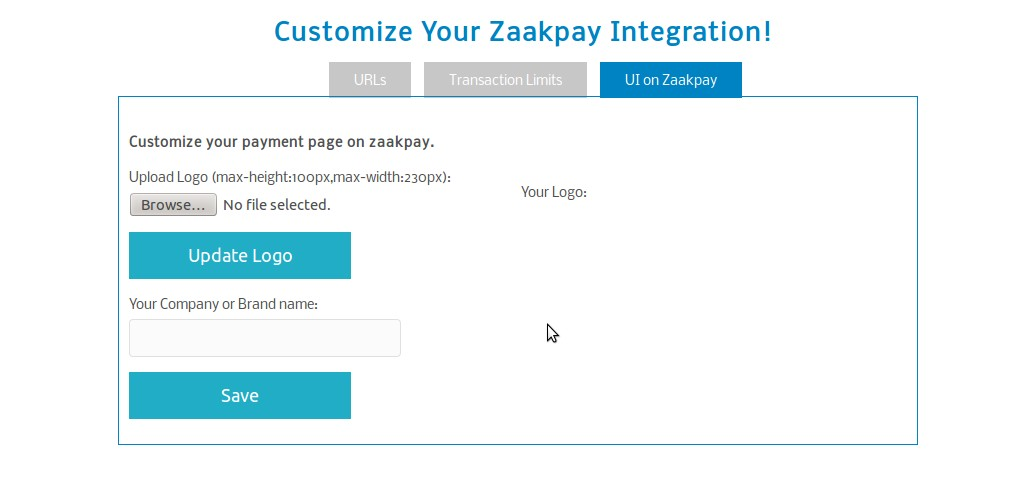 Customize Your Zaakpay Integration!
URLs Transaction Limits UI on Zaakpay
Customize your payment page on zaakpay.
Upload Logo (max-height:100px,max-width:230px):
Your Logo:
Browse... No file selected.
Update Logo
Your Company or Brand name:
Save